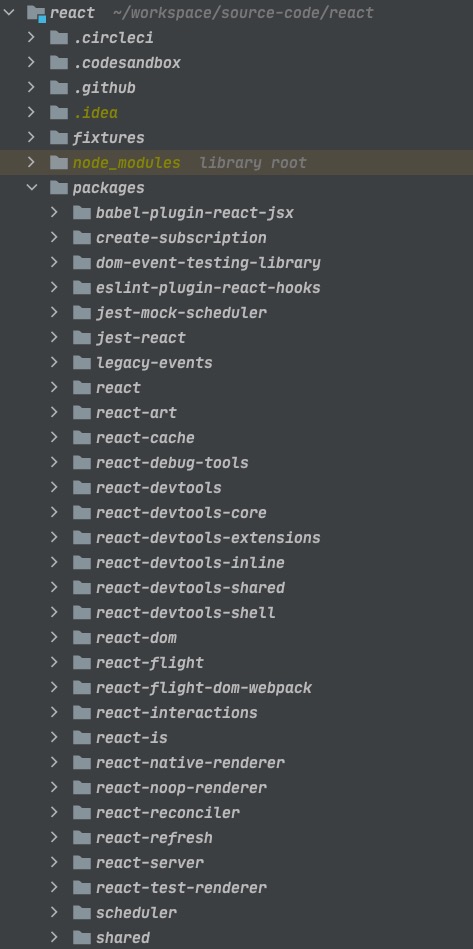 react ~/workspace/source-code/react
.circleci
.codesandbox
.github
.idea
fixtures
node_modules library root
packages
babel-plugin-react-jsx
create-subscription
dom-event-testing-library
eslint-plugin-react-hooks
jest-mock-scheduler
jest-react
legacy-events
react
react-art
react-cache
react-debug-tools
react-devtools
react-devtools-core
react-devtools-extensions
react-devtools-inline
react-devtools-shared
react-devtools-shell
react-dom
react-flight
react-flight-dom-webpack
react-interactions
react-is
react-native-renderer
react-noop-renderer
react-reconciler
react-refresh
react-server
react-test-renderer
scheduler
shared